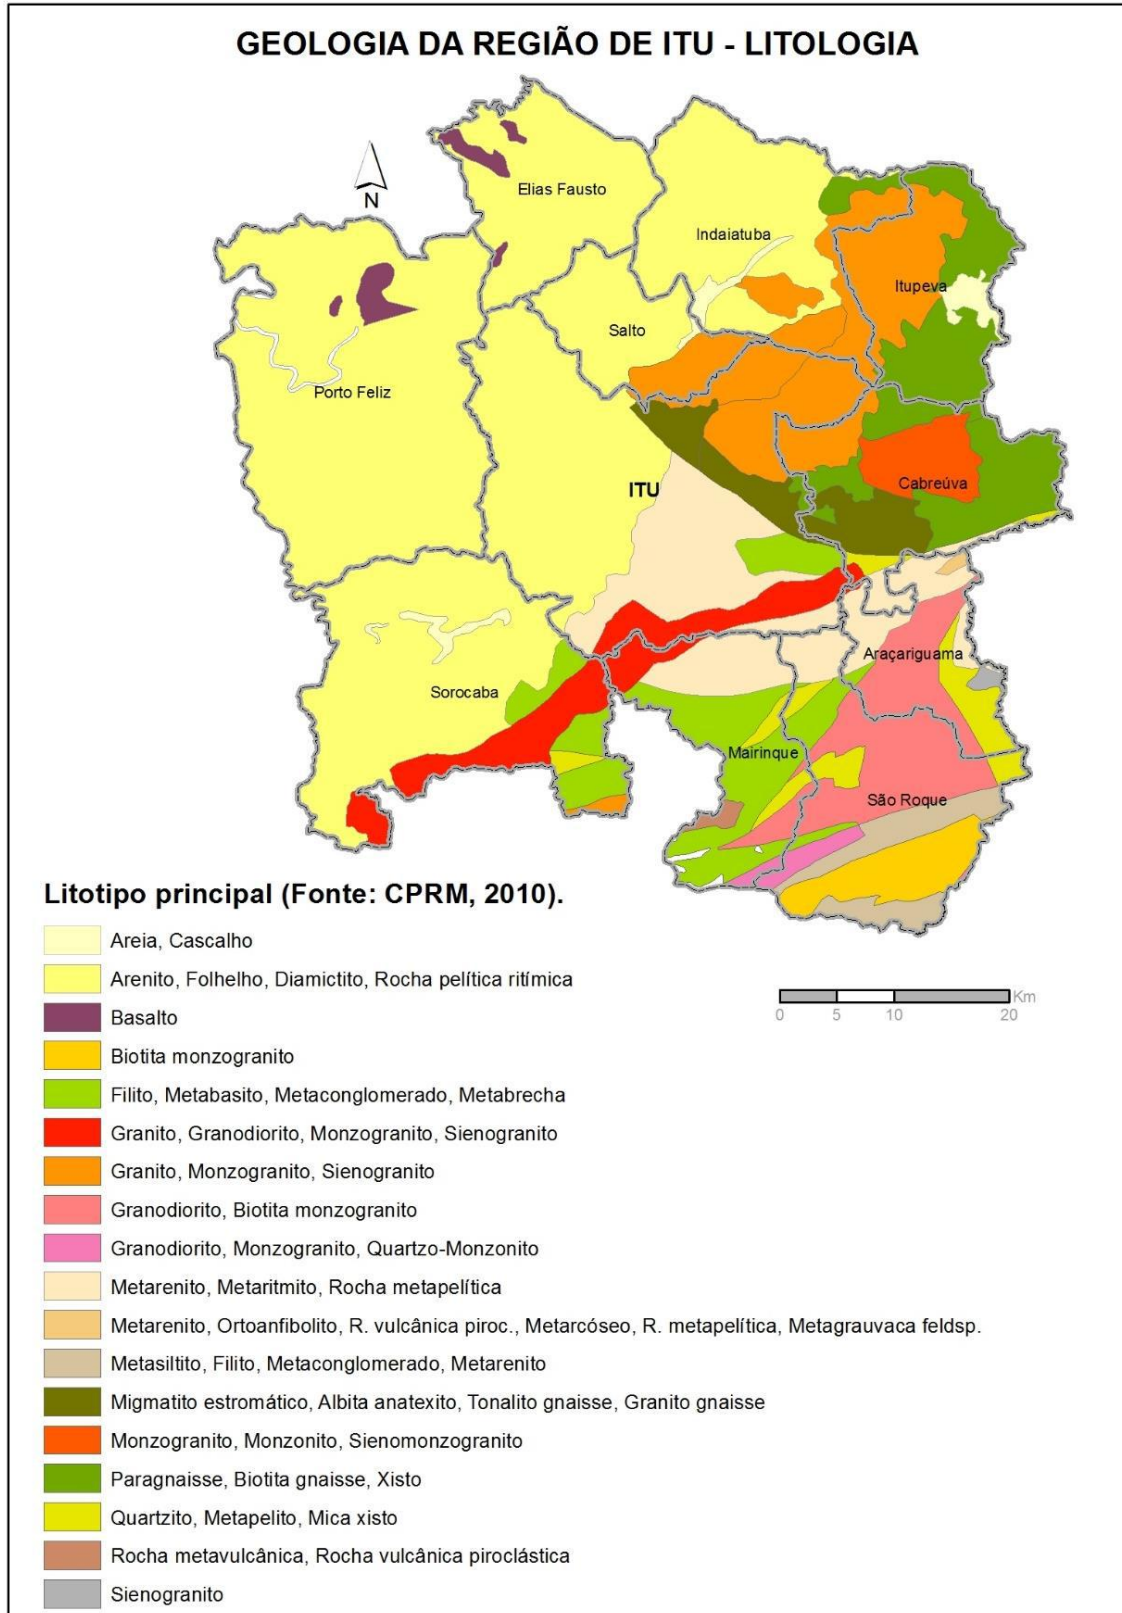 GEOLOGIA DA REGIÃO DE ITU - LITOLOGIA
N
Elias Fausto
Indaiatuba
Itupeva
Salto
Porto Feliz
ITU
Cabreúva
Araçariguama
Sorocaba
Mairinque
São Roque
Litotipo principal (Fonte: CPRM, 2010).
Areia, Cascalho
Arenito, Folhelho, Diamictito, Rocha pelítica ritímica
Basalto
Biotita monzogranito
Filito, Metabasito, Metaconglomerado, Metabrecha
Granito, Granodiorito, Monzogranito, Sienogranito
Granito, Monzogranito, Sienogranito
Granodiorito, Biotita monzogranito
Granodiorito, Monzogranito, Quartzo-Monzonito
Metarenito, Metaritmito, Rocha metapelítica
Metarenito, Ortoanfibolito, R. vulcânica piroc., Metarcóseo, R. metapelítica, Metagrauvaca feldsp.
Metasiltito, Filito, Metaconglomerado, Metarenito
Migmatito estromático, Albita anatexito, Tonalito gnaisse, Granito gnaisse
Monzogranito, Monzonito, Sienomonzogranito
Paragnaisse, Biotita gnaisse, Xisto
Quartzito, Metapelito, Mica xisto
Rocha metavulcânica, Rocha vulcânica piroclástica
Sienogranito
Km
0 5 10 20